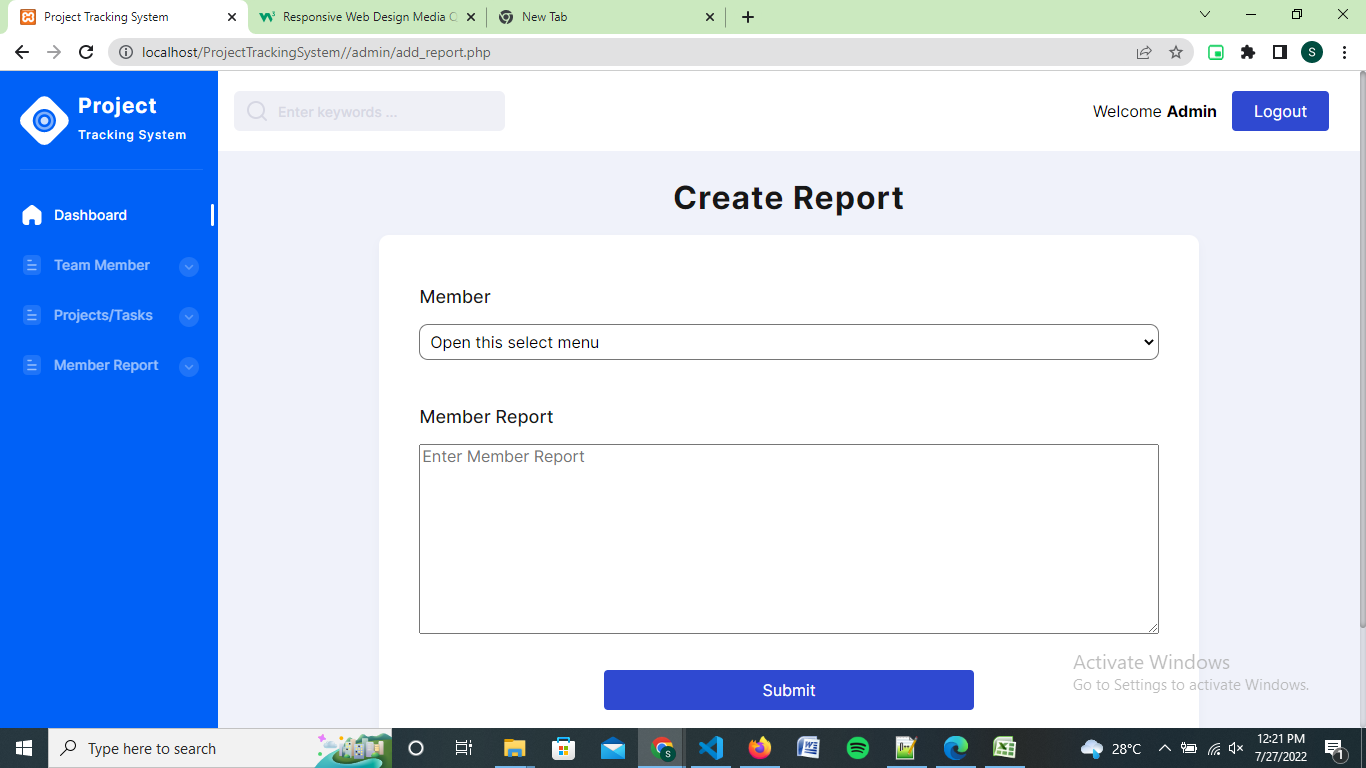 Project Tracking System
Responsive Web Design Media Q
New Tab
localhost/ProjectTrackingSystem//admin/add_report.php
S
Project
Tracking System
Enter keywords ...
Welcome Admin
Logout
Dashboard
Team Member
Projects/Tasks
Member Report
Create Report
Member
Open this select menu
Member Report
Enter Member Report
Submit
Activate Windows
Go to Settings to activate Windows.
Type here to search
28°C
12:21 PM
7/27/2022
1